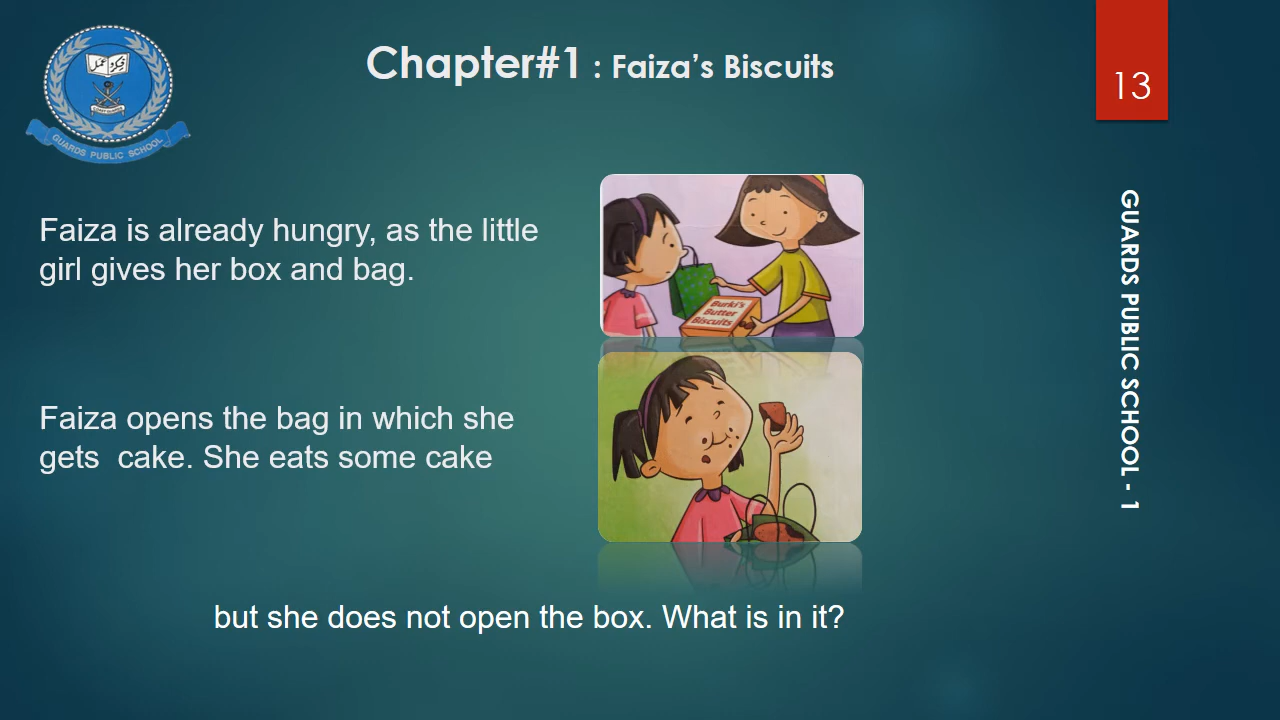 Chapter#1 : Faiza’s Biscuits
13
GUARDS PUBLIC SCHOOL
Faiza is already hungry, as the little
girl gives her box and bag.
Burki's
Butter
Biscuits
Faiza opens the bag in which she
gets  cake. She eats some cake
but she does not open the box. What is in it?
GUARDS PUBLIC SCHOOL - 1